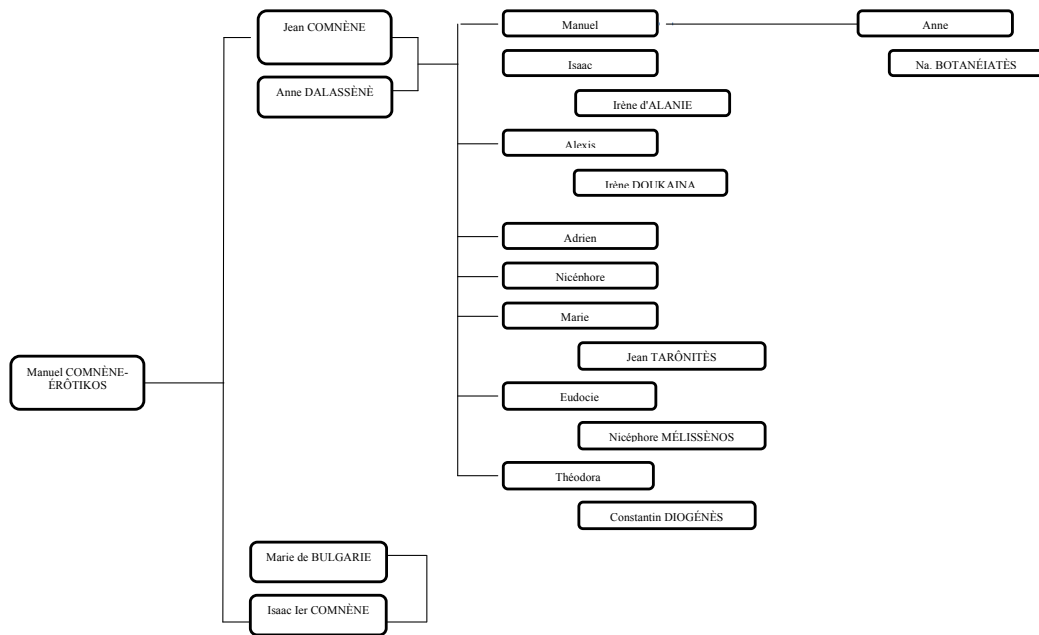 Jean COMNÈNE
Anne DALASSÈNÈ
Manuel
Anne
Isaac
Na. BOTANÉIATÈS
Irène d'ALANIE
Alexis
Irène DOUKAINA
Adrien
Nicéphore
Marie
Jean TARÔNITÈS
Manuel COMNÈNE-
ÉRÔTIKOS
Eudocie
Nicéphore MÉLISSÈNOS
Théodora
Constantin DIOGÉNÈS
Marie de BULGARIE
Isaac Ier COMNÈNE